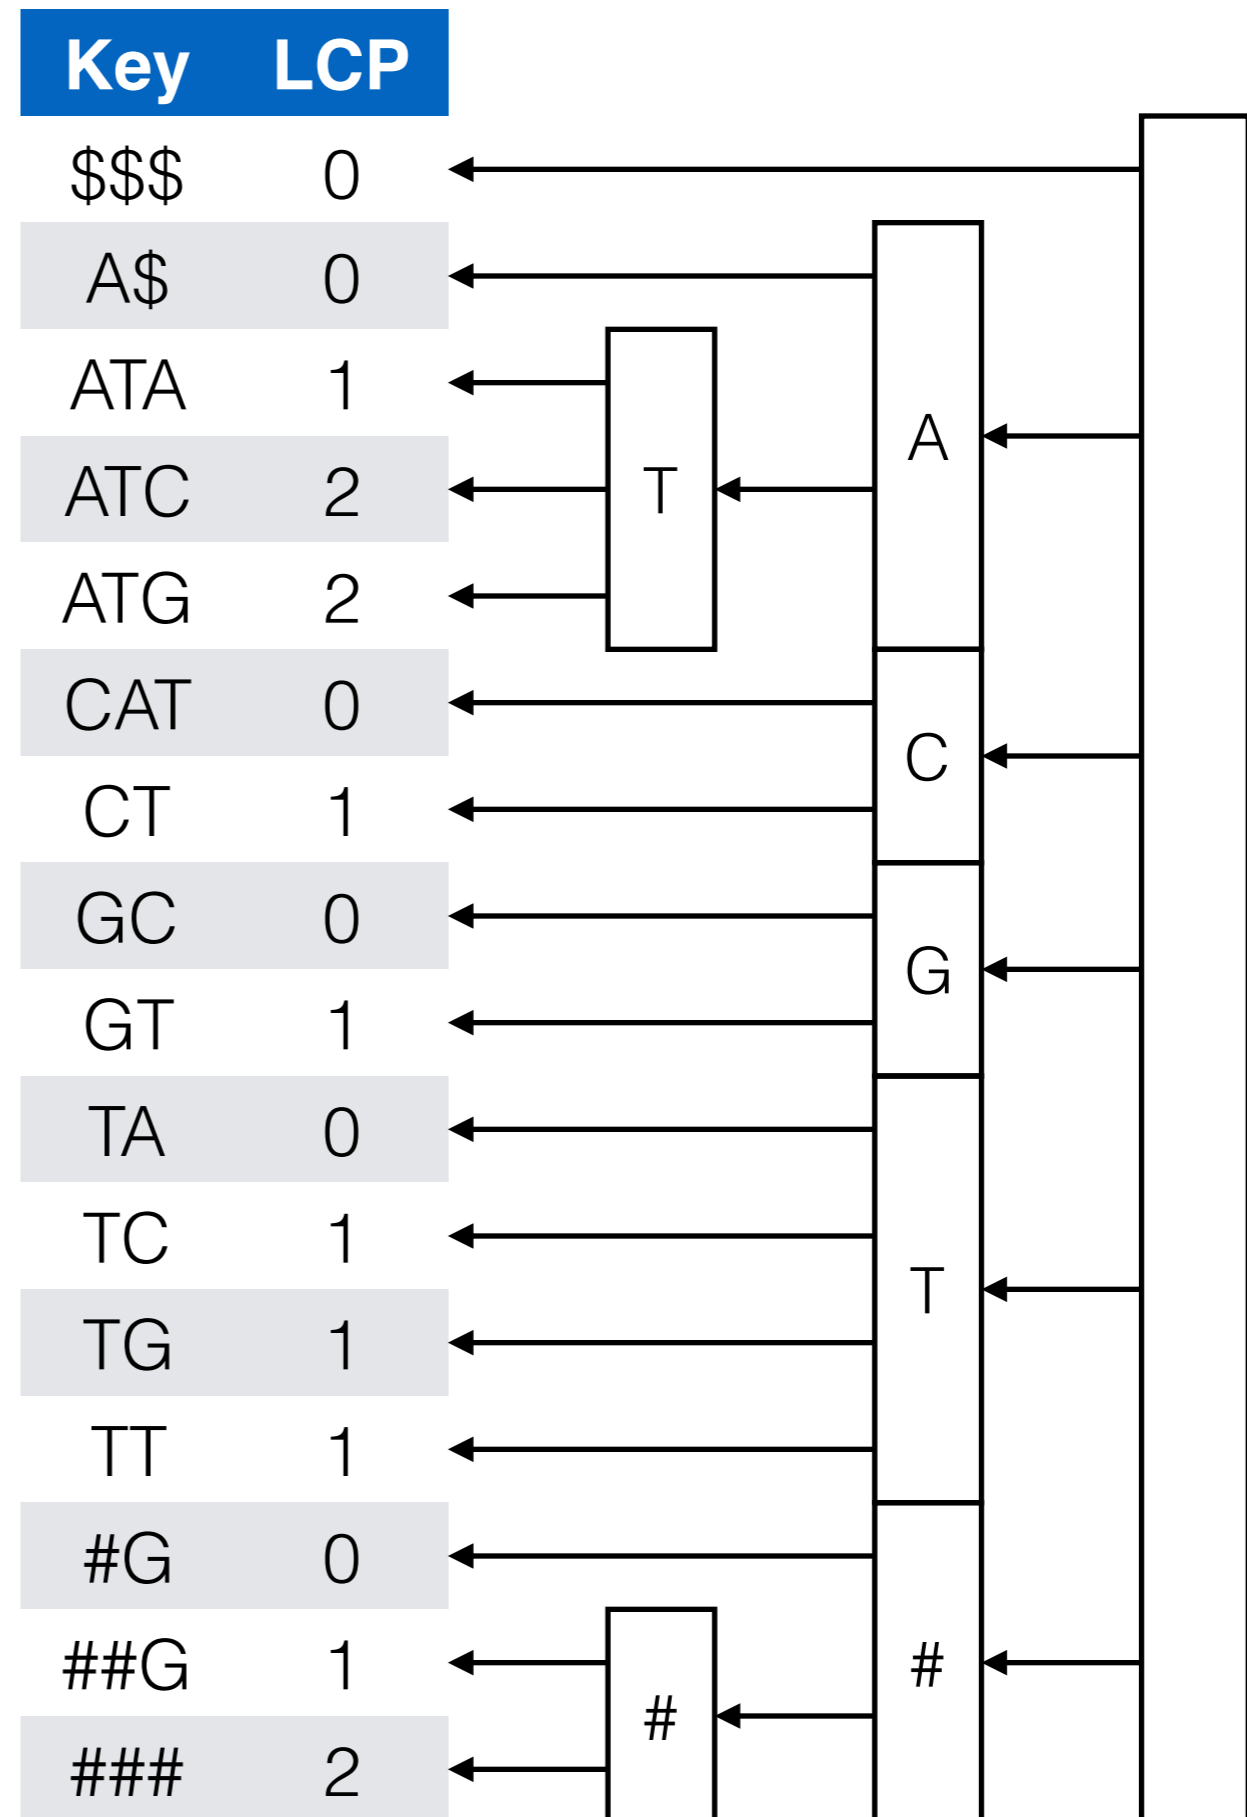 Key LCP
$$$ 0
A$ 0
ATA 1
ATC 2
ATG 2
CAT 0
CT 1
GC 0
GT 1
TA 0
TC 1
TG 1
TT 1
#G 0
##G 1
### 2
T
#
A
C
G
T
#